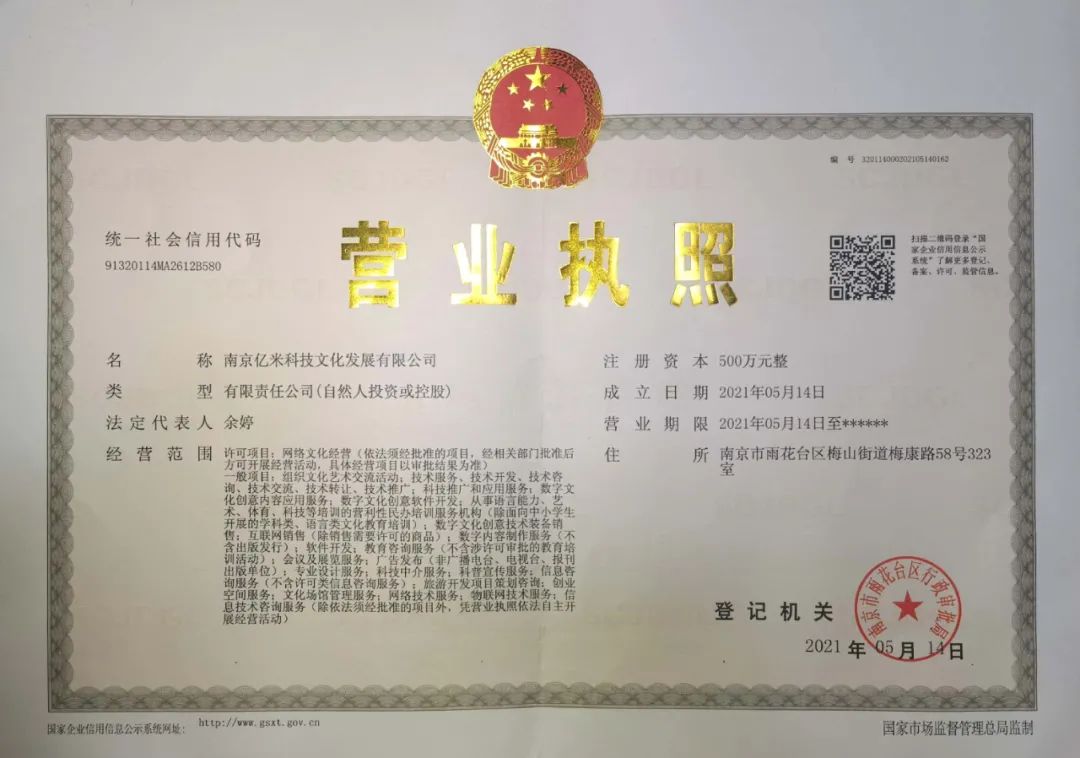 编 号 320114000202105140162
统一社会信用代码
91320114MA2612B580
营业执照
扫描二维码登录“国
家企业信用信息公示
系统”了解更多登记、
备案、许可、监管信息。
名 称 南京亿米科技文化发展有限公司
类 型 有限责任公司(自然人投资或控股)
法定代表人 余婷
经营范围 许可项目：网络文化经营（依法须经批准的项目，经相关部门批准后
方可开展经营活动，具体经营项目以审批结果为准）
一般项目：组织文化艺术交流活动；技术服务、技术开发、技术咨
询、技术交流、技术转让、技术推广；科技推广和应用服务；数字文
化创意内容应用服务；数字文化创意软件开发；从事语言能力、艺
术、体育、科技等培训的营利性民办培训服务机构（除面向中小学生
开展的学科类、语言类文化教育培训）；数字文化创意技术装备销
售；互联网销售（除销售需要许可的商品）；数字内容制作服务（不
含出版发行）；软件开发；教育咨询服务（不含涉许可审批的教育培
训活动）；会议及展览服务；广告发布（非广播电台、电视台、报刊
出版单位）；专业设计服务；科技中介服务；科普宣传服务；信息咨
询服务（不含许可类信息咨询服务）；旅游开发项目策划咨询；创业
空间服务；文化场馆管理服务；网络技术服务；物联网技术服务；信
息技术咨询服务（除依法须经批准的项目外，凭营业执照依法自主开
展经营活动）
注册资本 500万元整
成立日期 2021年05月14日
营业期限 2021年05月14日至******
住 所 南京市雨花台区梅山街道梅康路58号323
室
登记机关
南京市雨花台区行政审批局
2021 年 05 月 14 日
国家企业信用信息公示系统网址： http://www.gsxt.gov.cn
国家市场监督管理总局监制